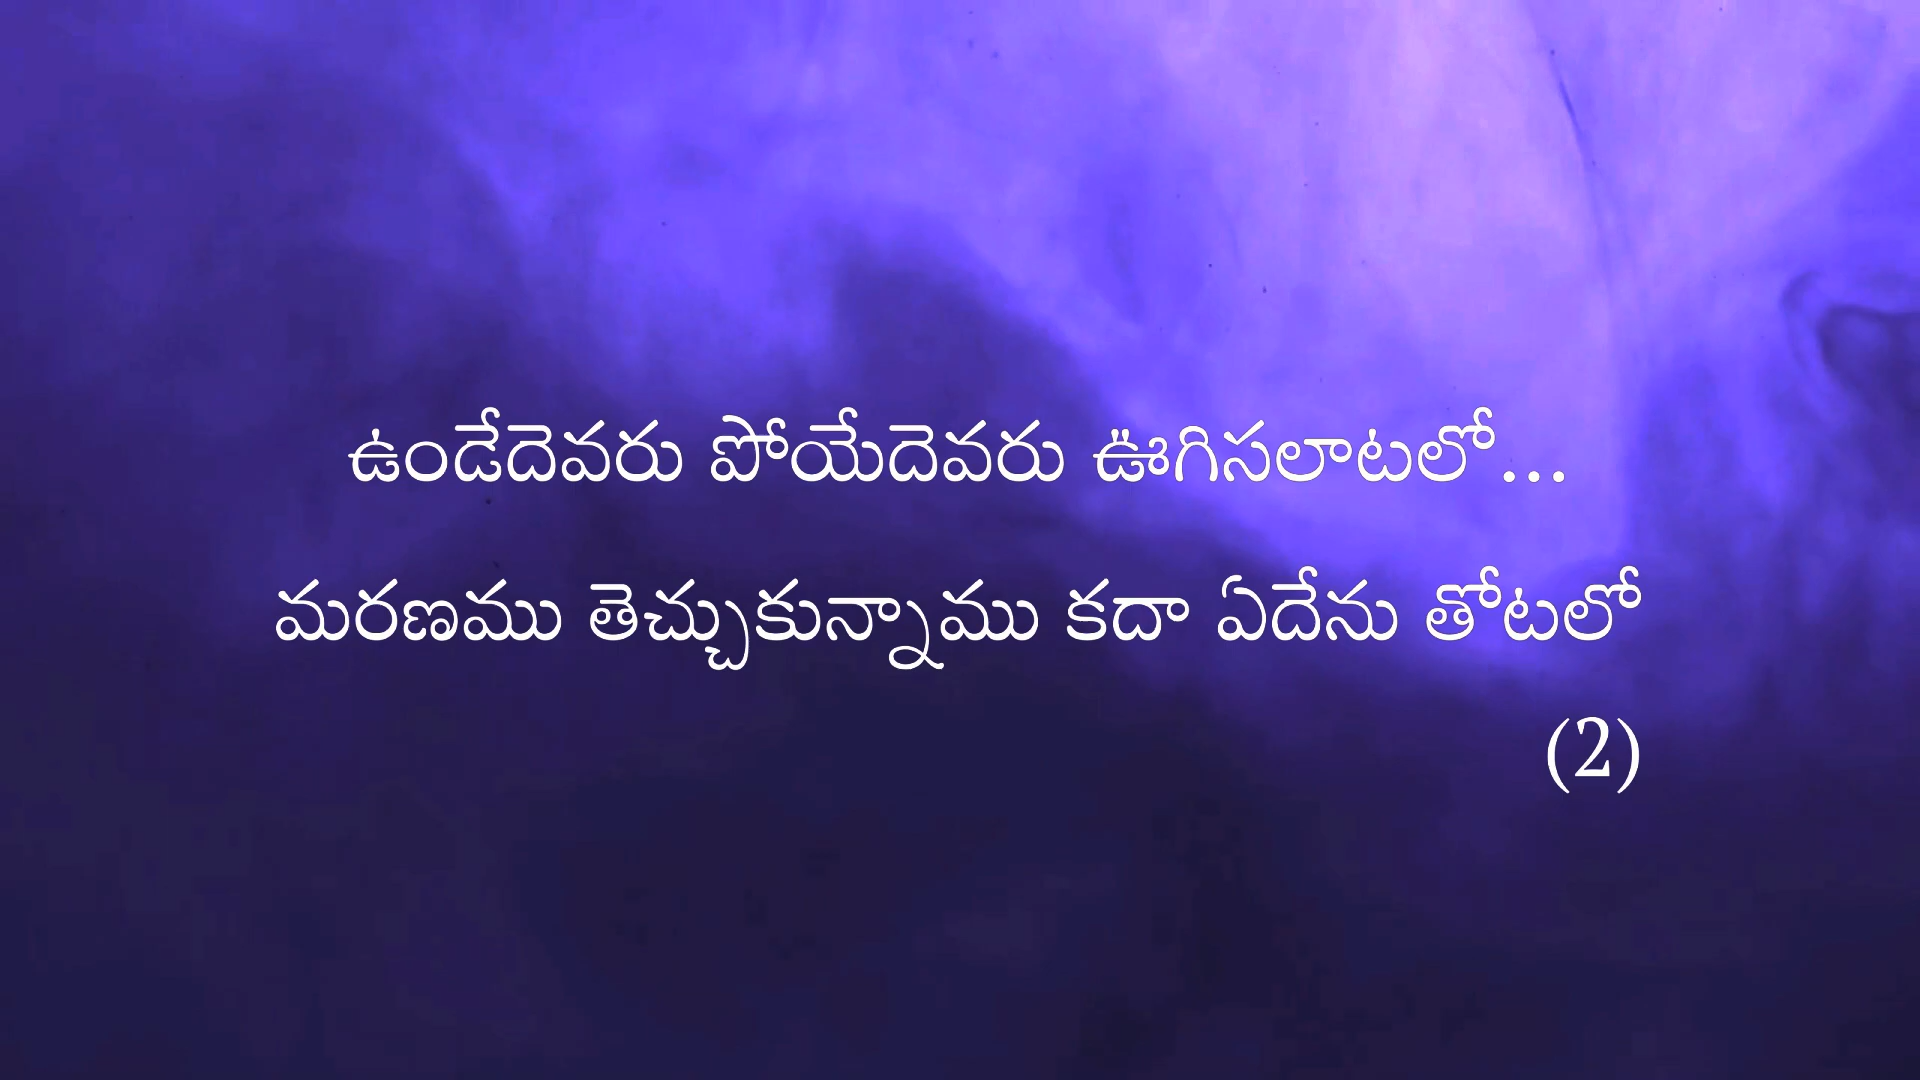 ఉండేదెవరు పోయేదెవరు ఊగిసలాటలో...
మరణము తెచ్చుకున్నాము కదా ఏదేను తోటలో
(2)